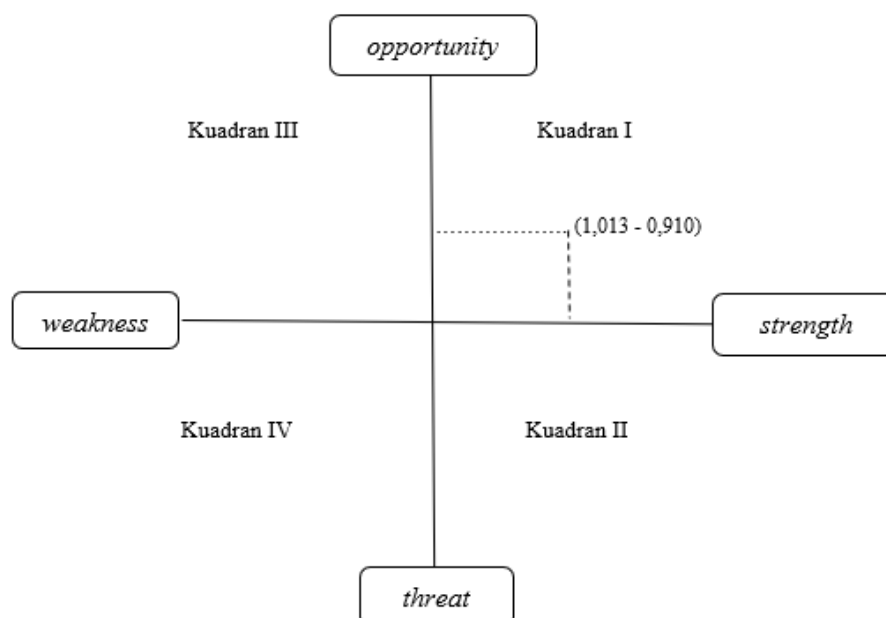 opportunity
Kuadran III
Kuadran I
(1,013 - 0,910)
weakness
strength
Kuadran IV
Kuadran II
threat